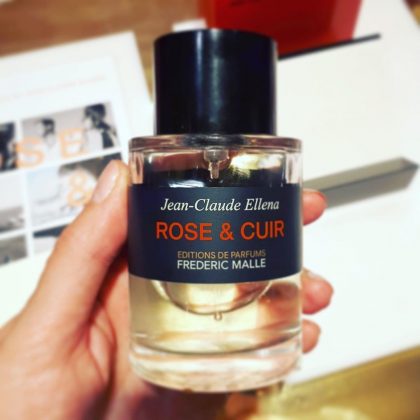 Jean-Claude Ellena
ROSE & CUIR
EDITIONS DE PARFUMS
FREDERIC MALLE